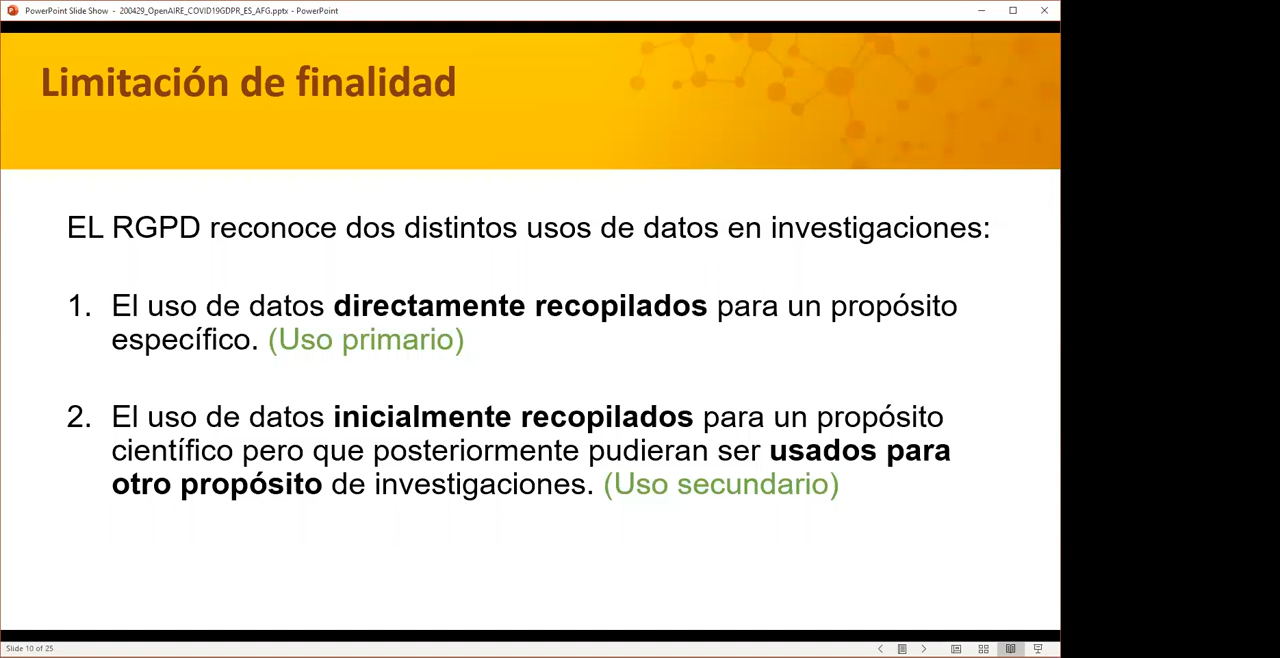 PowerPoint Slide Show - 200429_OpenAIRE_COVID19GDPR_ES_AFG.pptx - PowerPoint
Limitación de finalidad
EL RGPD reconoce dos distintos usos de datos en investigaciones:
1. El uso de datos directamente recopilados para un propósito
específico. (Uso primario)
2. El uso de datos inicialmente recopilados para un propósito
científico pero que posteriormente pudieran ser usados para
otro propósito de investigaciones. (Uso secundario)
Slide 10 of 25